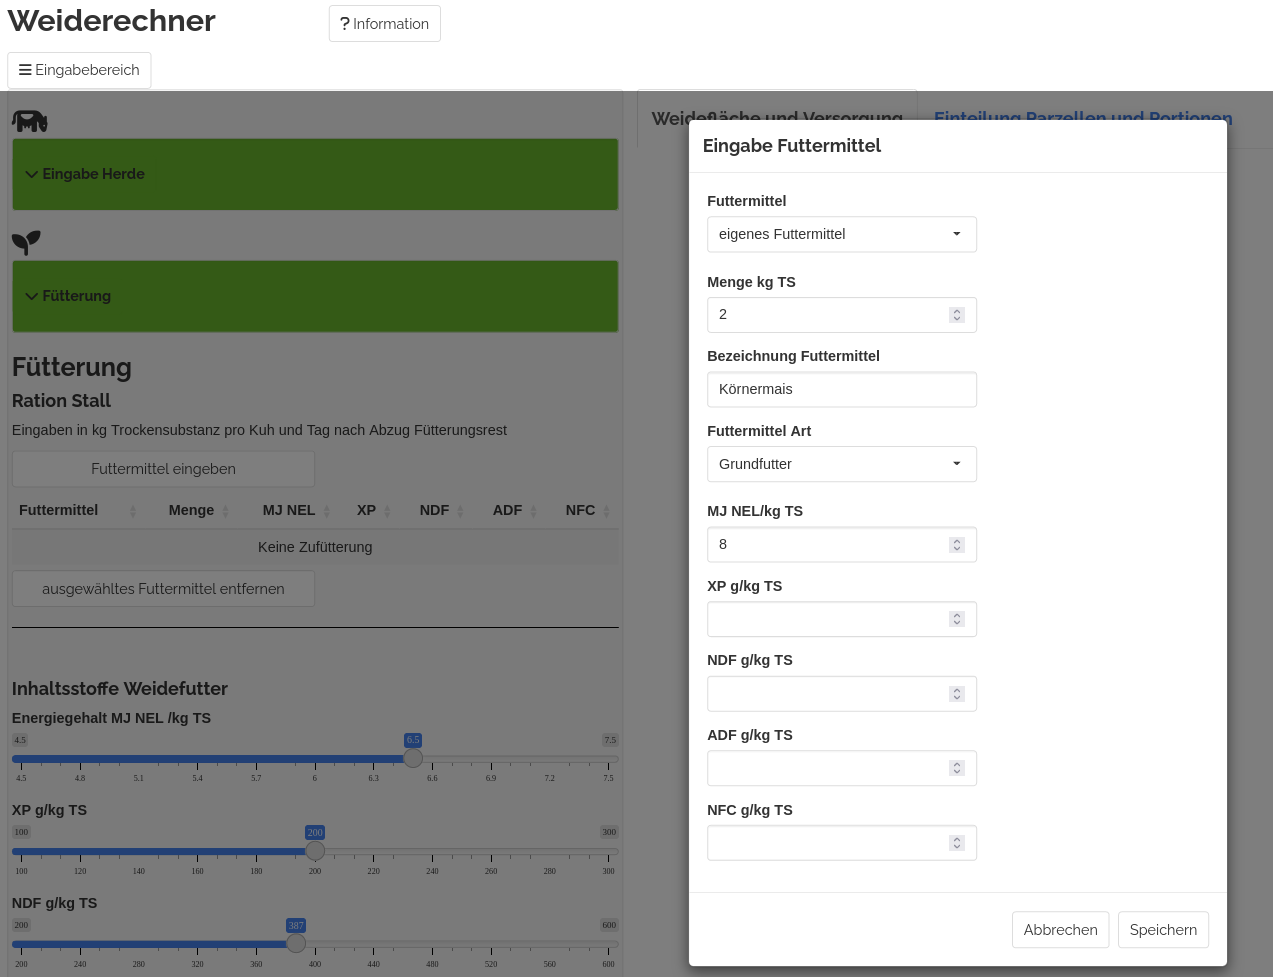 Weiderechner
? Information
Eingabebereich
Eingabe Herde
Fütterung
Fütterung
Ration Stall
Eingaben in kg Trockensubstanz pro Kuh und Tag nach Abzug Fütterungsrest
Futtermittel eingeben
Futtermittel Menge MJ NEL XP NDF ADF NFC
Keine Zufütterung
ausgewähltes Futtermittel entfernen
Inhaltsstoffe Weidefutter
Energiegehalt MJ NEL /kg TS
4.5 6.5 7.5
4.5 4.8 5.1 5.4 5.7 6 6.3 6.6 6.9 7.2 7.5
XP g/kg TS
100 200 300
100 120 140 160 180 200 220 240 260 280 300
NDF g/kg TS
200 387 600
200 240 280 320 360 400 440 480 520 560 600
Weidefläche und Versorgung
Einteilung Parzellen und Portionen
Eingabe Futtermittel
Futtermittel
eigenes Futtermittel
Menge kg TS
2
Bezeichnung Futtermittel
Körnermais
Futtermittel Art
Grundfutter
MJ NEL/kg TS
8
XP g/kg TS
NDF g/kg TS
ADF g/kg TS
NFC g/kg TS
Abbrechen
Speichern